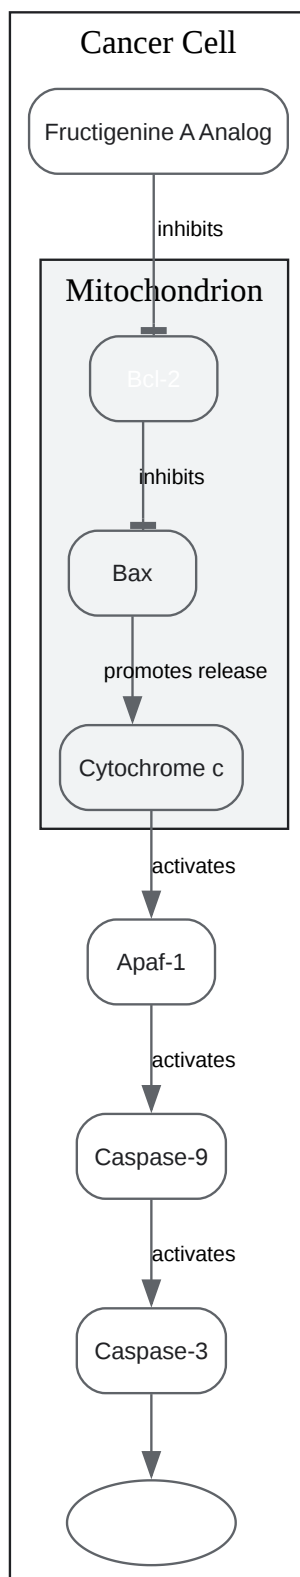 Cancer Cell
Fructigenine A Analog
inhibits
Mitochondrion
Bcl-2
inhibits
Bax
promotes release
Cytochrome c
activates
Apaf-1
activates
Caspase-9
activates
Caspase-3